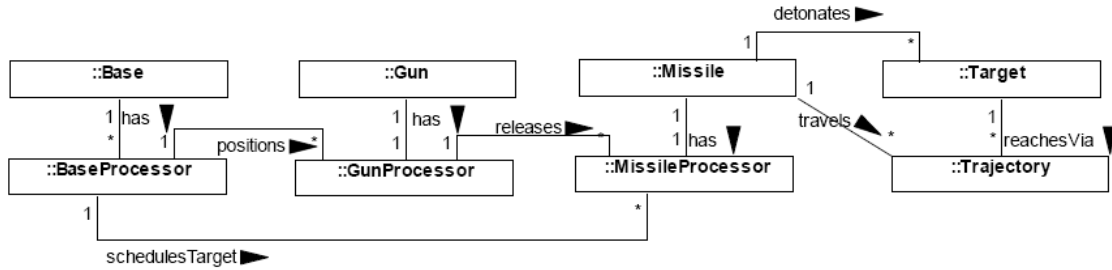 detonates
1
*
::Base
::Gun
::Missile
::Target
1
has
*
1
positions
*
1
has
1
1
releases
*
1
1
has
1
travels
*
1
*
reachesVia
::BaseProcessor
::GunProcessor
::MissileProcessor
::Trajectory
1
*
schedulesTarget